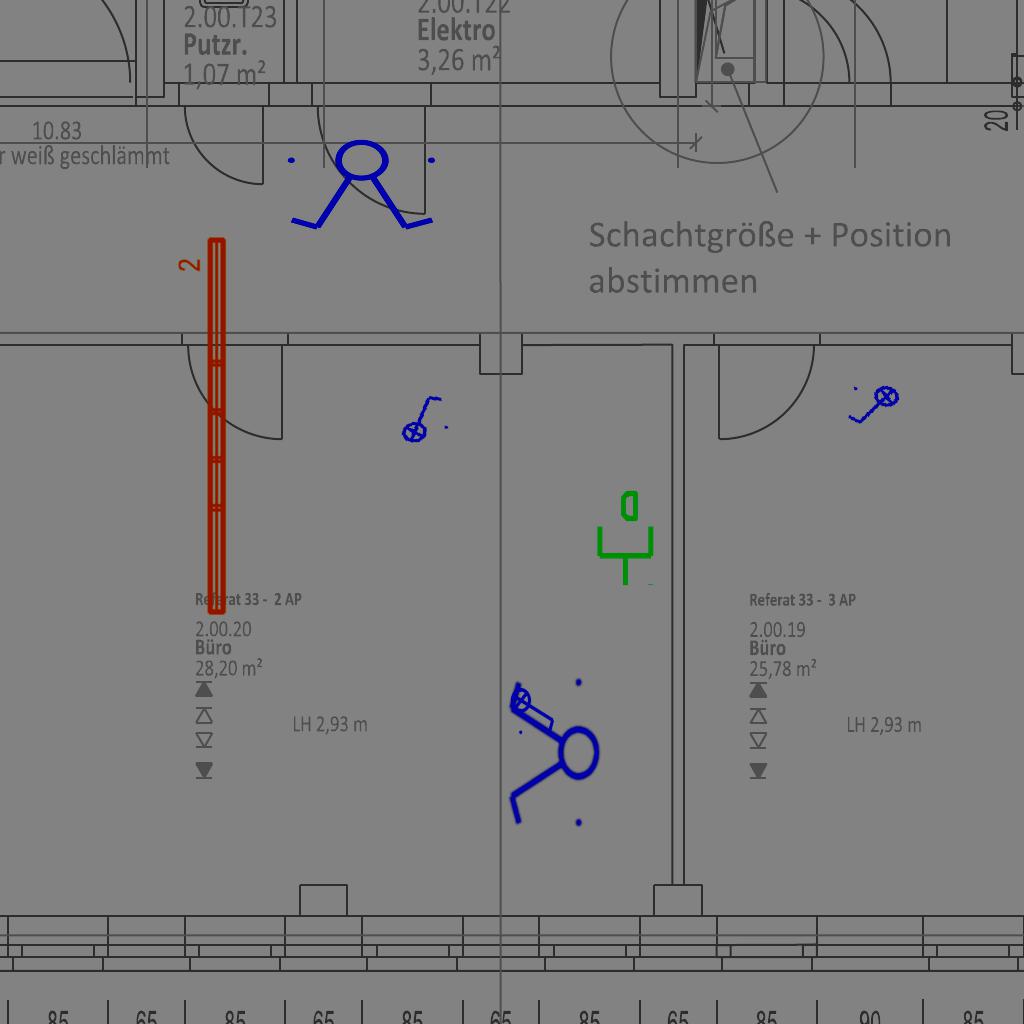 2.00.T23
Putzr.
1,07 m²
2.00.T22
Elektro
3,26 m²
10.83
r weiß geschlämmt
20
Schachtgröße + Position
abstimmen
2
Referat 33 - 2 AP
2.00.20
Büro
28,20 m²
LH 2,93 m
Referat 33 - 3 AP
2.00.19
Büro
25,78 m²
LH 2,93 m
85 65 85 65 85 65 85 65 85 90 85